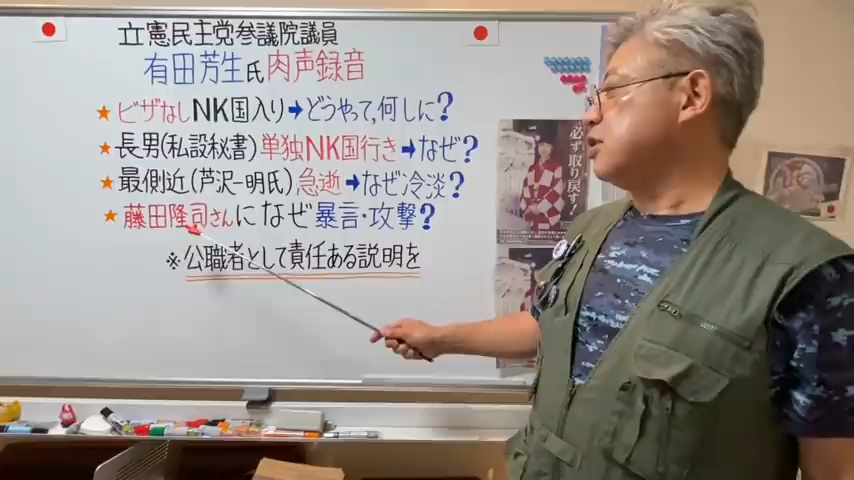 立憲民主党参議院議員
有田芳生氏肉声録音
★ビザなしNK国入り➡どうやって,何しに?
★長男(私設秘書)単独NK国行き➡なぜ?
★最側近(芦沢一明氏)急逝➡なぜ冷淡?
★藤田隆司さんになぜ暴言・攻撃?
※公職者として責任ある説明を
必ず取り戻す!